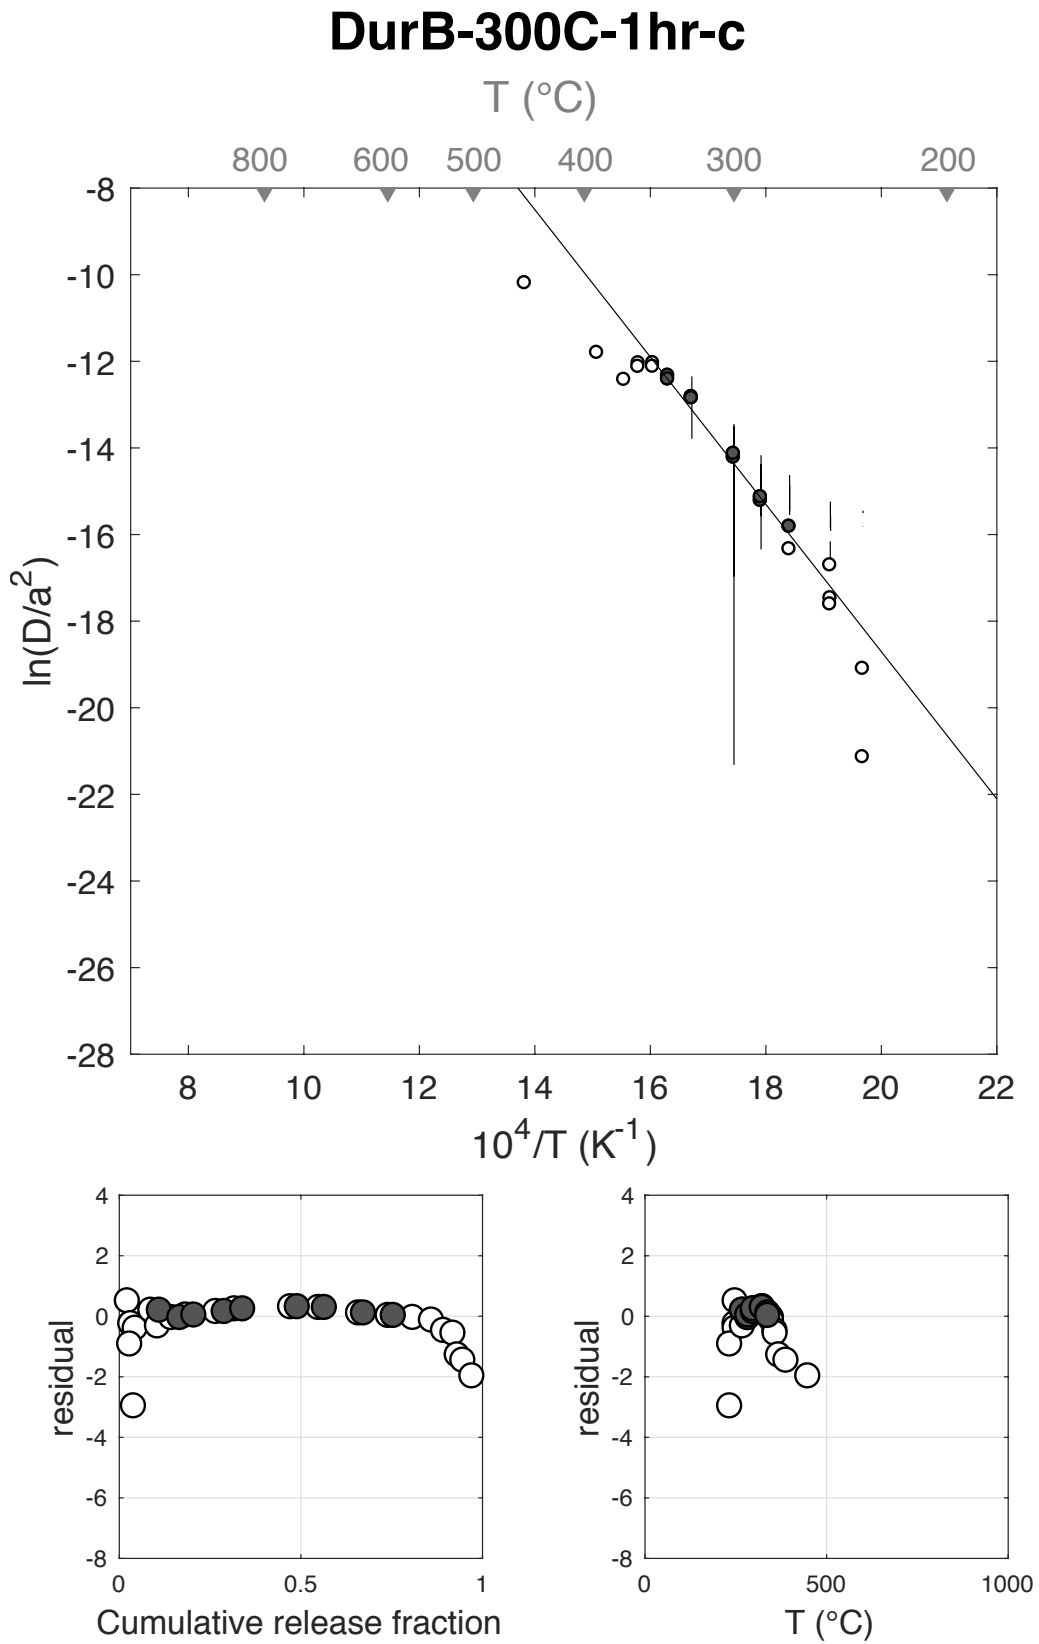 DurB-300C-1hr-c
T (°C)
800 600 500 400 300 200
-8
-10
-12
-14
-16
-18
-20
-22
-24
-26
-28
ln(D/a²)
8 10 12 14 16 18 20 22
10⁴/T (K⁻¹)
4
2
0
-2
-4
-6
-8
residual
0 0.5 1
Cumulative release fraction
4
2
0
-2
-4
-6
-8
residual
0 500 1000
T (°C)